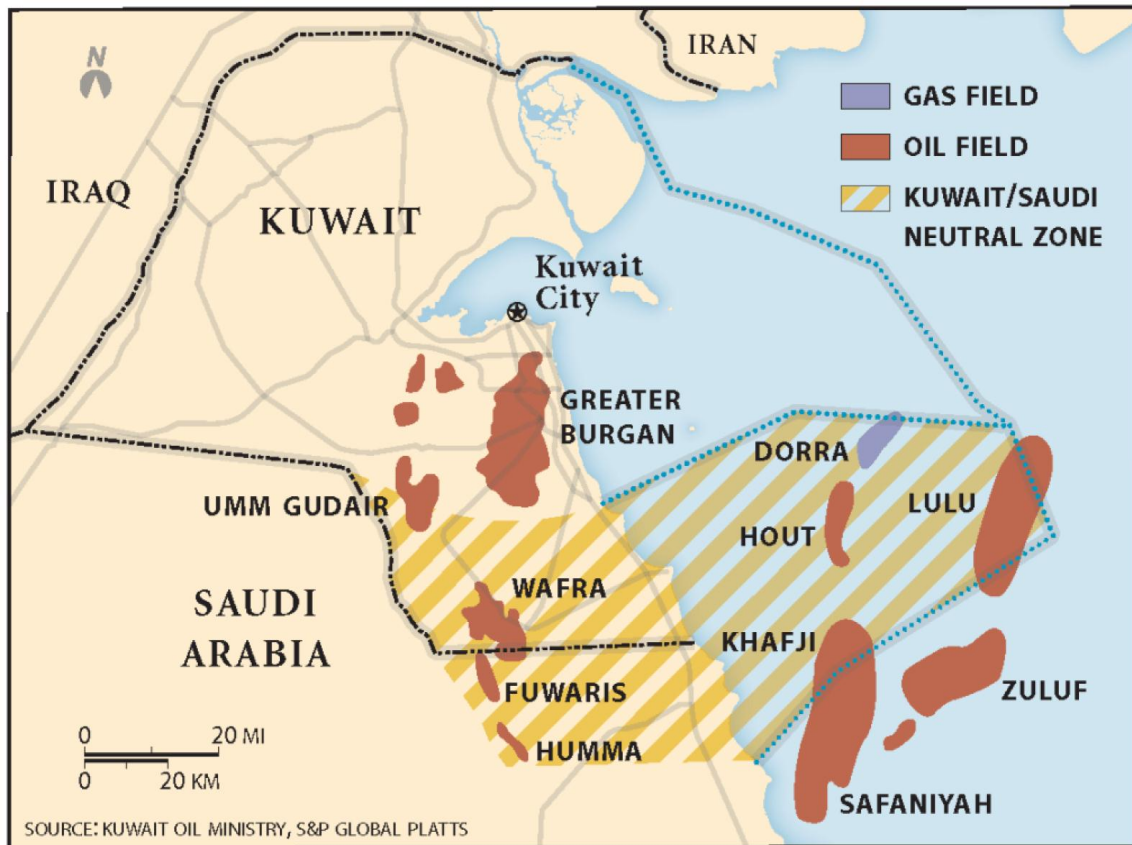 N
IRAN
GAS FIELD
OIL FIELD
KUWAIT/SAUDI
NEUTRAL ZONE
IRAQ
KUWAIT
Kuwait
City
GREATER
BURGAN
DORRA
LULU
UMM GUDAIR
HOUT
WAFRA
SAUDI
ARABIA
KHAFJI
FUWARIS
ZULUF
HUMMA
0 20 MI
0 20 KM
SAFANIYAH
SOURCE: KUWAIT OIL MINISTRY, S&P GLOBAL PLATTS